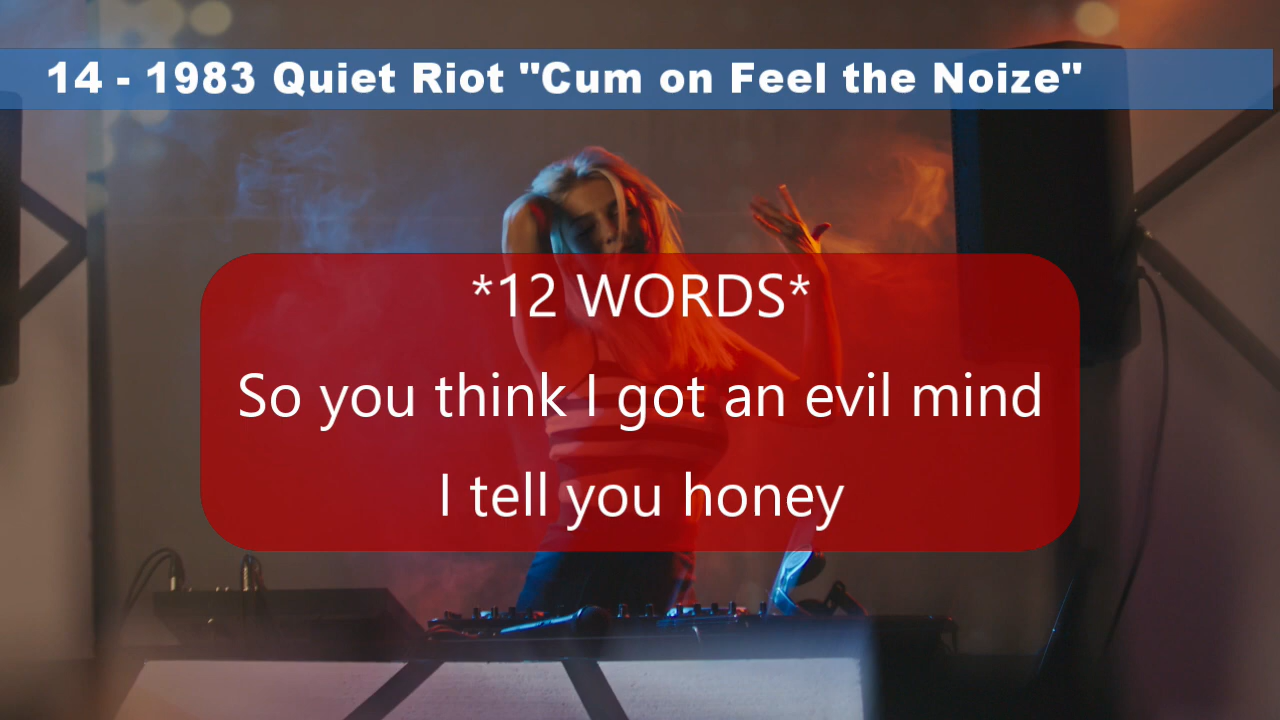 14 - 1983 Quiet Riot "Cum on Feel the Noize"
*12 WORDS*
So you think I got an evil mind
I tell you honey